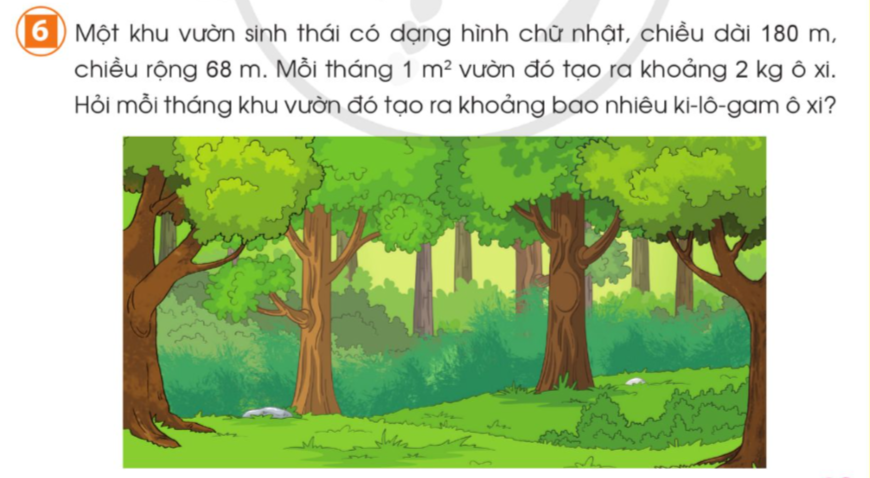 6 Một khu vườn sinh thái có dạng hình chữ nhật, chiều dài 180 m,
chiều rộng 68 m. Mỗi tháng 1 m² vườn đó tạo ra khoảng 2 kg ô xi.
Hỏi mỗi tháng khu vườn đó tạo ra khoảng bao nhiêu ki-lô-gam ô xi?